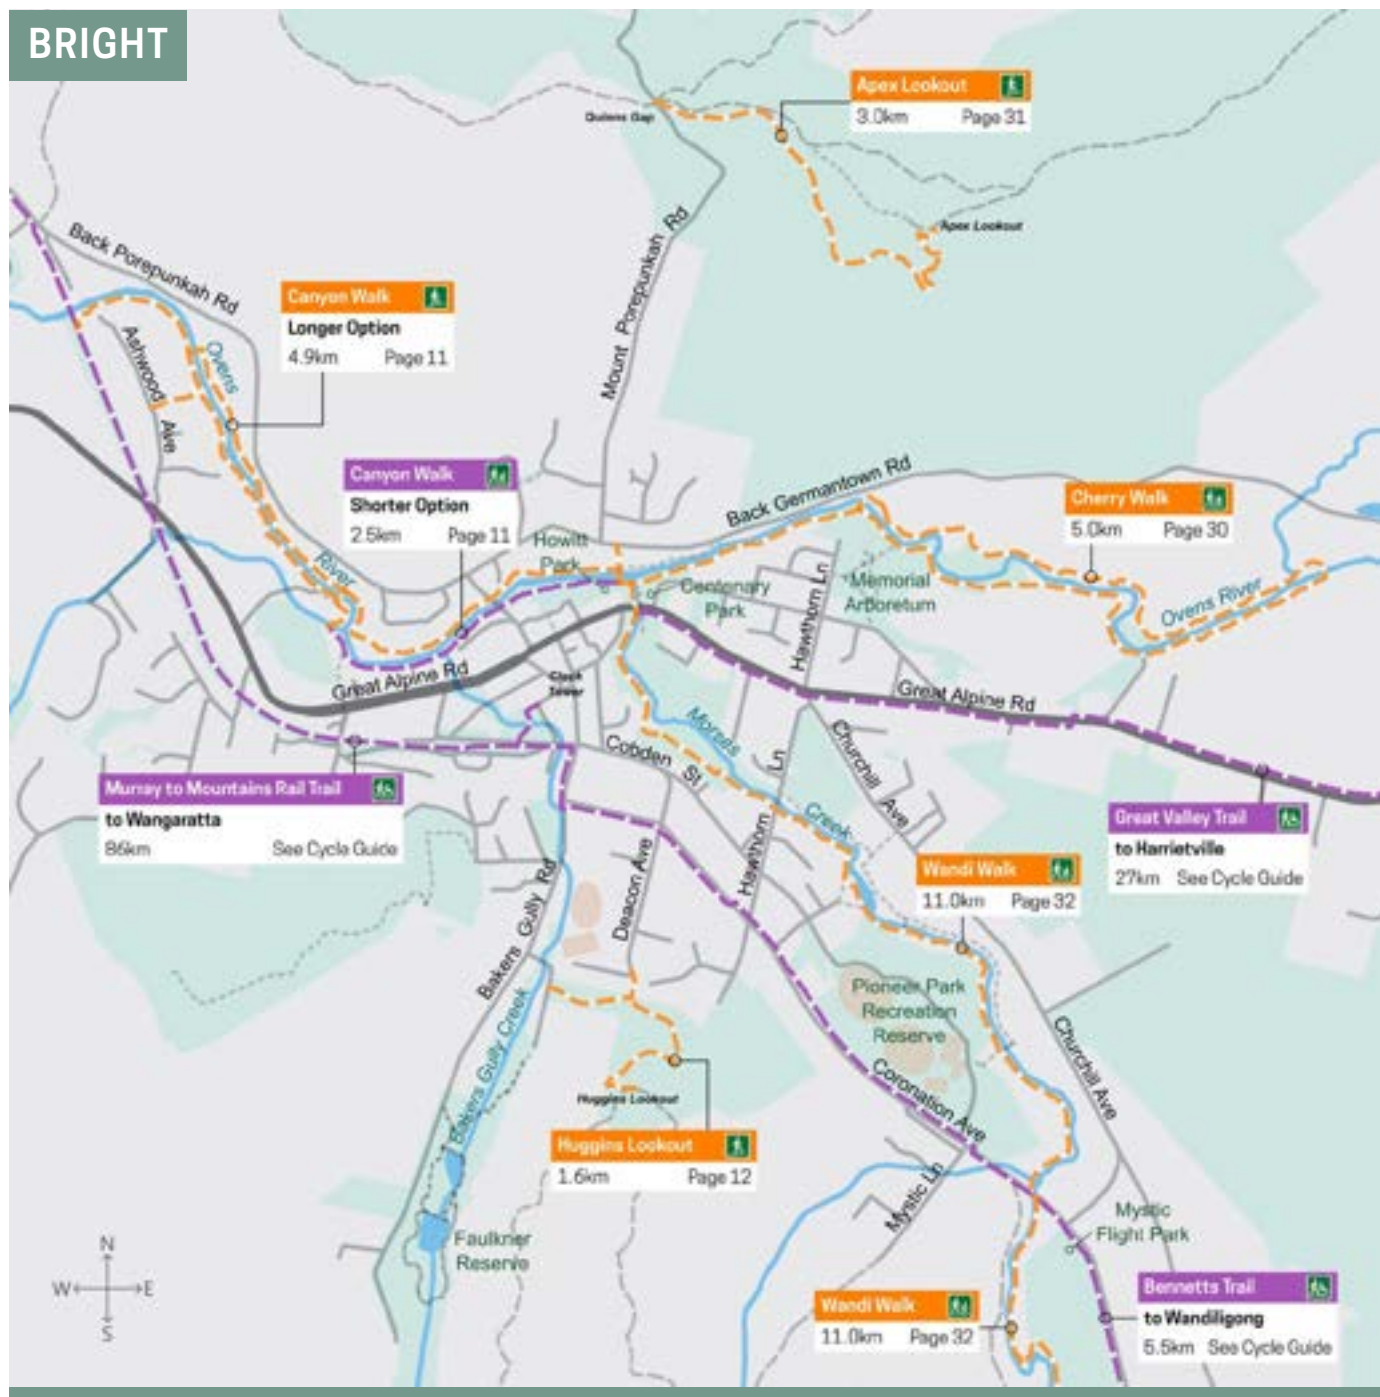 BRIGHT
Apex Lookout
3.0km Page 31
Quiens Gap
Apex Lookout
Mount Porepunkah Rd
Back Porepunkah Rd
Canyon Walk
Longer Option
4.9km Page 11
Ashwood Ave
Ovens
River
Canyon Walk
Shorter Option
2.5km Page 11
Howitt
Park
Back Germantown Rd
Cherry Walk
5.0km Page 30
Centenary
Park
Hawthorn Ln
Memorial
Arboretum
Ovens River
Great Alpine Rd
Clock
Tower
Great Alpine Rd
Morses
Creek
Cobden St
Churchill Ave
Hawthorn Ln
Murray to Mountains Rail Trail
to Wangaratta
86km See Cycle Guide
Great Valley Trail
to Harrietville
27km See Cycle Guide
Wandi Walk
11.0km Page 32
Bakers Gully Rd
Deacon Ave
Pioneer Park
Recreation
Reserve
Bakers Gully Creek
Coronation Ave
Churchill Ave
Huggins Lookout
Huggins Lookout
1.6km Page 12
Mystic Ln
Mystic
Flight Park
Faulkner
Reserve
N
W E
S
Wandi Walk
11.0km Page 32
Bennetts Trail
to Wandiligong
5.5km See Cycle Guide